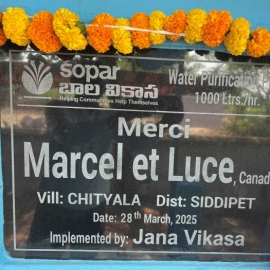 sopar
బాల వికాస
Helping Communities Help Themselves
Water Purification
1000 Ltrs./hr.
Merci
Marcel et Luce, Canad
Vill: CHITYALA Dist: SIDDIPET
Date: 28th March, 2025
Implemented by: Jana Vikasa